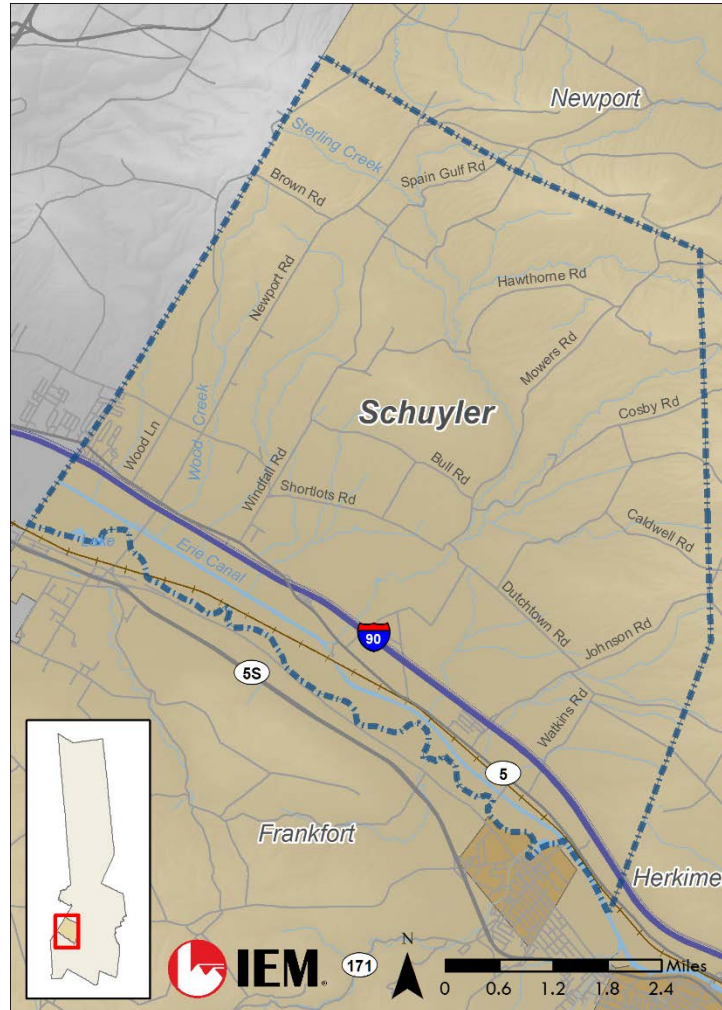 Newport
Sterling Creek
Spain Gulf Rd
Brown Rd
Newport Rd
Hawthorne Rd
Mowers Rd
Schuyler
Cosby Rd
Wood Creek
Wood Ln
Windfall Rd
Bull Rd
Shortlots Rd
Caldwell Rd
Erie Canal
Dutchtown Rd
Johnson Rd
90
5S
Watkins Rd
5
Frankfort
Herkime
IEM®
171
N
Miles
0 0.6 1.2 1.8 2.4